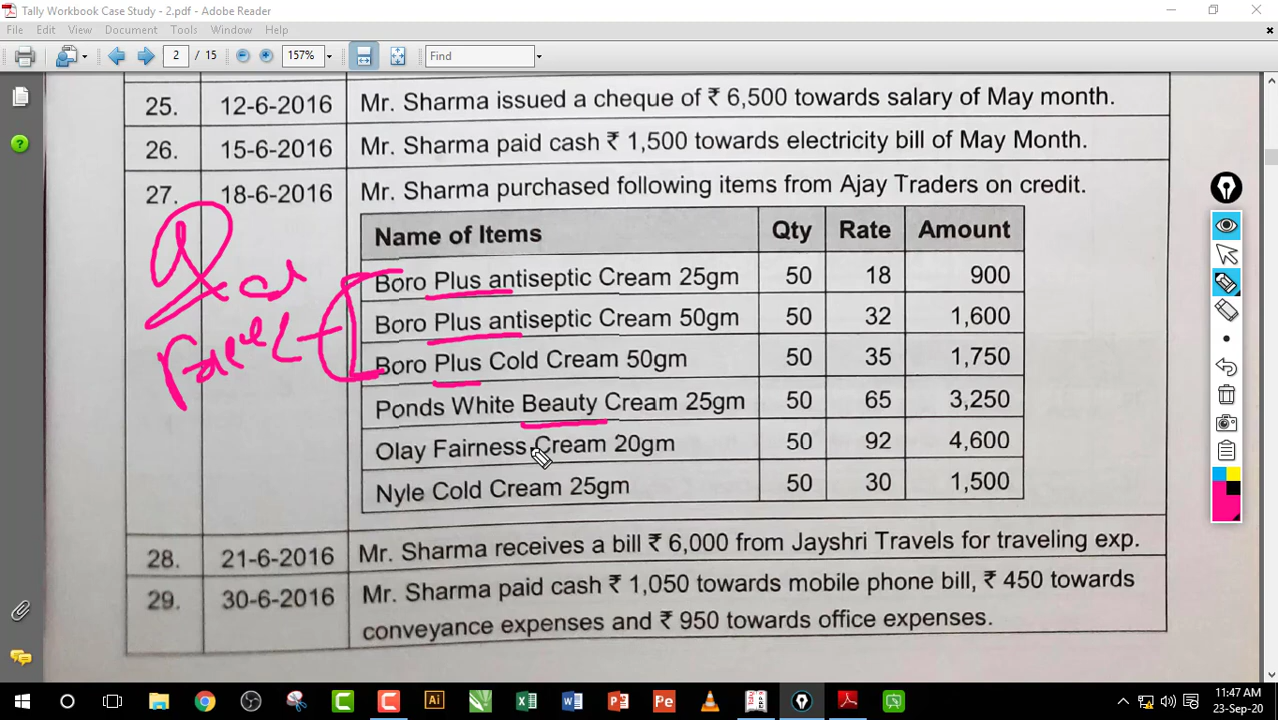 Tally Workbook Case Study - 2.pdf - Adobe Reader
File Edit View Document Tools Window Help
2 / 15 157% Find
25. 12-6-2016 Mr. Sharma issued a cheque of ₹ 6,500 towards salary of May month.
26. 15-6-2016 Mr. Sharma paid cash ₹ 1,500 towards electricity bill of May Month.
27. 18-6-2016 Mr. Sharma purchased following items from Ajay Traders on credit.
Name of Items Qty Rate Amount
Boro Plus antiseptic Cream 25gm 50 18 900
Boro Plus antiseptic Cream 50gm 50 32 1,600
Boro Plus Cold Cream 50gm 50 35 1,750
Ponds White Beauty Cream 25gm 50 65 3,250
Olay Fairness Cream 20gm 50 92 4,600
Nyle Cold Cream 25gm 50 30 1,500
28. 21-6-2016 Mr. Sharma receives a bill ₹ 6,000 from Jayshri Travels for traveling exp.
29. 30-6-2016 Mr. Sharma paid cash ₹ 1,050 towards mobile phone bill, ₹ 450 towards
conveyance expenses and ₹ 950 towards office expenses.
11:47 AM
23-Sep-20